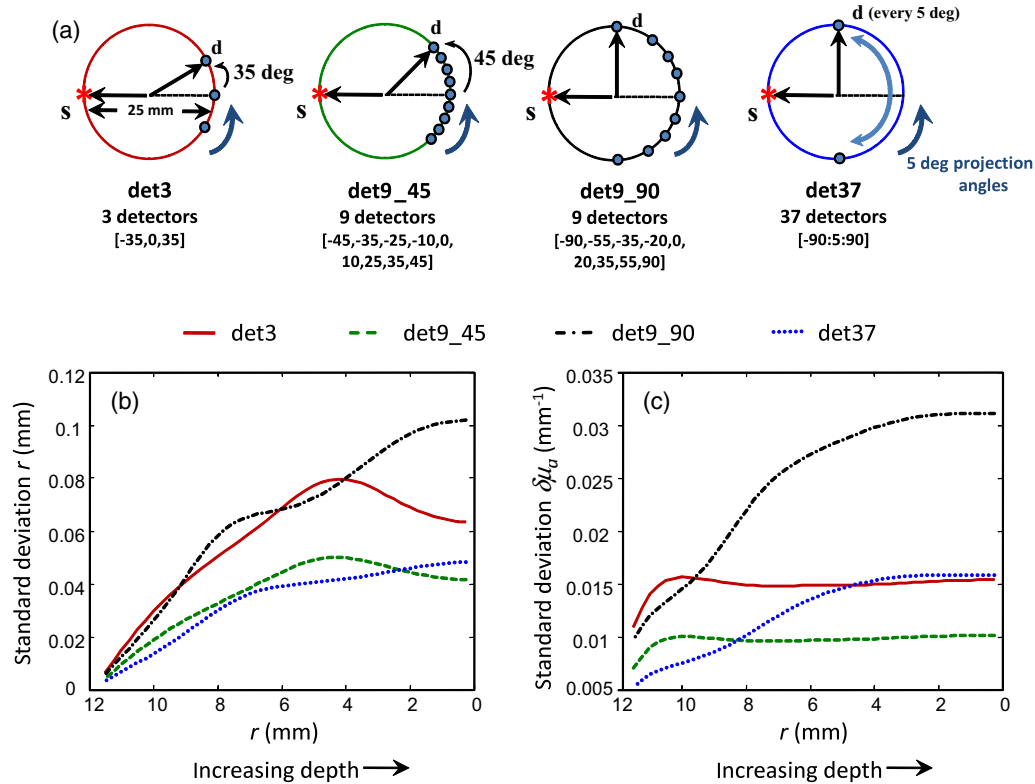 (a)
d
35 deg
s
25 mm
det3
3 detectors
[-35,0,35]
d
45 deg
s
det9_45
9 detectors
[-45,-35,-25,-10,0,
10,25,35,45]
d
s
det9_90
9 detectors
[-90,-55,-35,-20,0,
20,35,55,90]
d (every 5 deg)
s
5 deg projection
angles
det37
37 detectors
[-90:5:90]
det3
det9_45
det9_90
det37
(b)
Standard deviation r (mm)
0.12
0.1
0.08
0.06
0.04
0.02
0
12 10 8 6 4 2 0
r (mm)
Increasing depth
(c)
Standard deviation δμa (mm-1)
0.035
0.03
0.025
0.02
0.015
0.010
0.005
12 10 8 6 4 2 0
r (mm)
Increasing depth